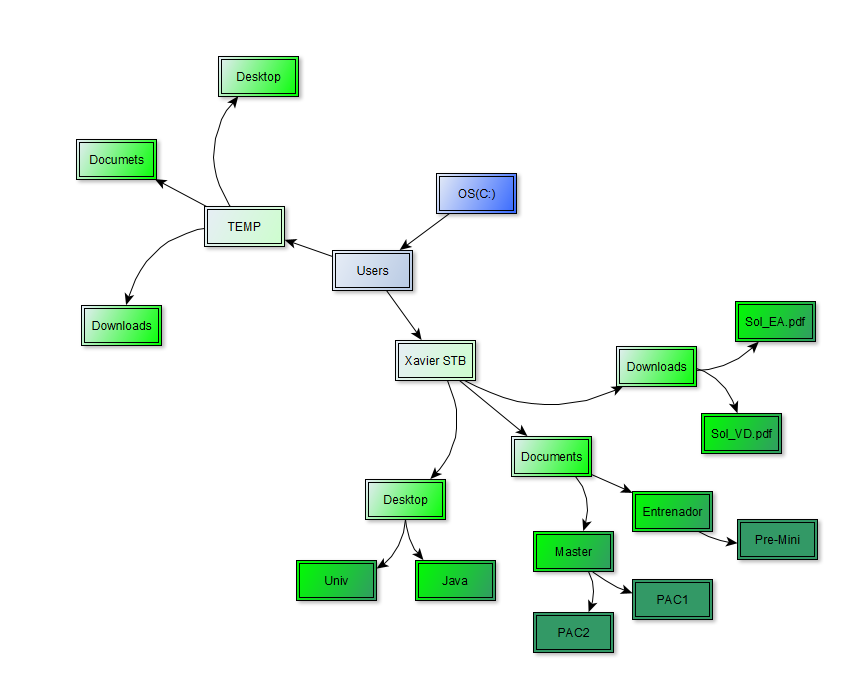 Desktop
Documets
OS(C:)
TEMP
Users
Downloads
Sol_EA.pdf
Xavier STB
Downloads
Sol_VD.pdf
Documents
Desktop
Entrenador
Pre-Mini
Master
Univ
Java
PAC1
PAC2